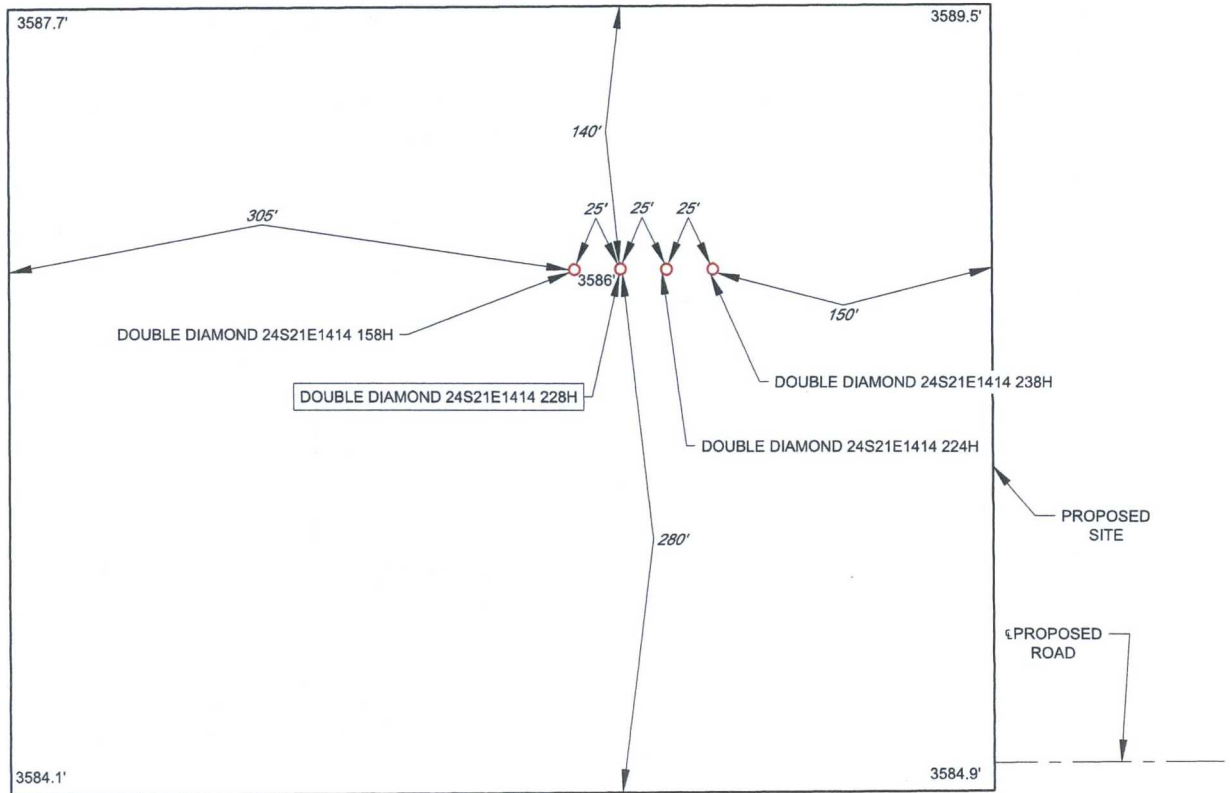 3587.7'
3589.5'
140'
305'
25'
25'
25'
3586'
150'
DOUBLE DIAMOND 24S21E1414 158H
DOUBLE DIAMOND 24S21E1414 238H
DOUBLE DIAMOND 24S21E1414 228H
DOUBLE DIAMOND 24S21E1414 224H
PROPOSED
SITE
280'
℄PROPOSED
ROAD
3584.1'
3584.9'